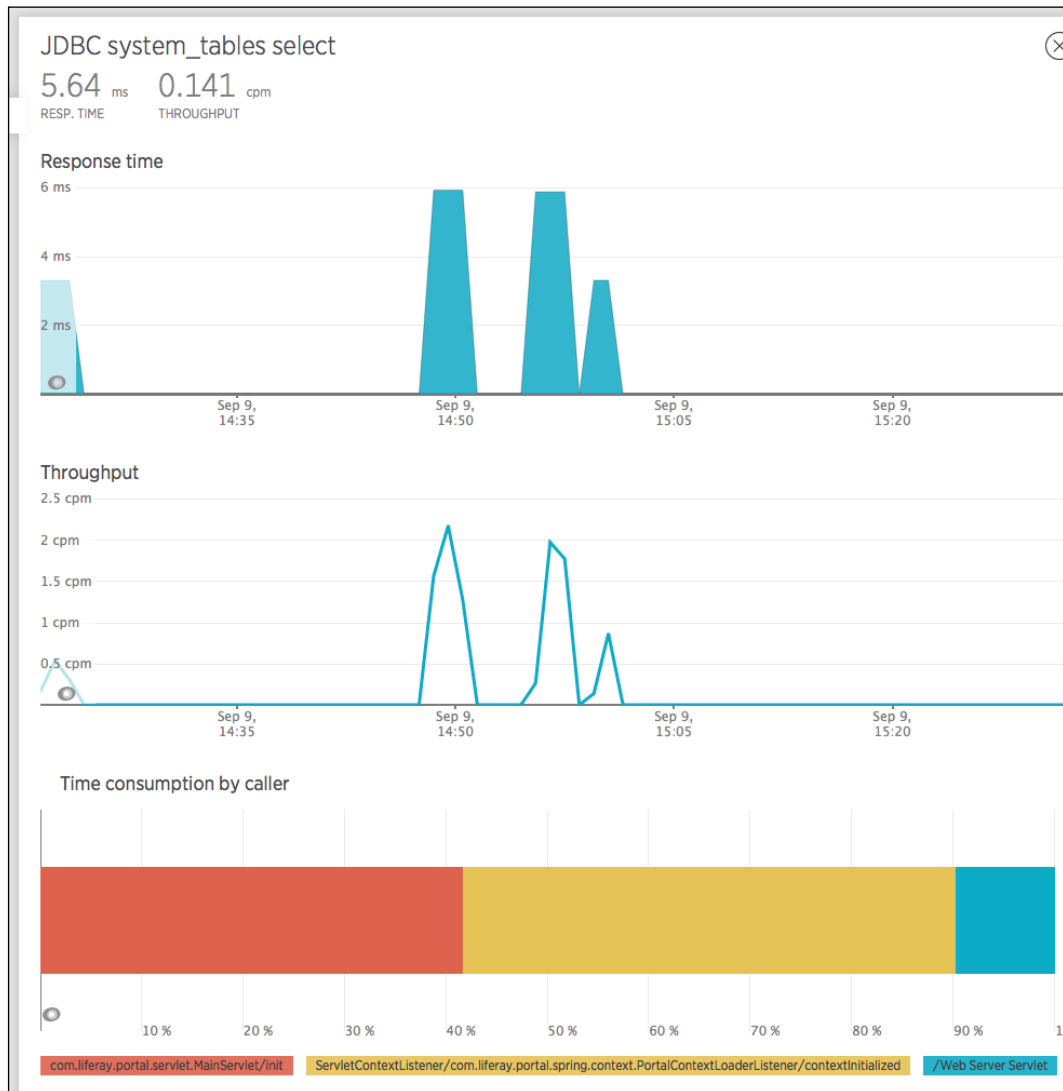 JDBC system_tables select
5.64 ms 0.141 cpm
RESP. TIME THROUGHPUT
Response time
6 ms
4 ms
2 ms
Sep 9, Sep 9, Sep 9, Sep 9,
14:35 14:50 15:05 15:20
Throughput
2.5 cpm
2 cpm
1.5 cpm
1 cpm
0.5 cpm
Sep 9, Sep 9, Sep 9, Sep 9,
14:35 14:50 15:05 15:20
Time consumption by caller
10 % 20 % 30 % 40 % 50 % 60 % 70 % 80 % 90 % 1
com.liferay.portal.servlet.MainServlet/init ServletContextListener/com.liferay.portal.spring.context.PortalContextLoaderListener/contextInitialized /Web Server Servlet